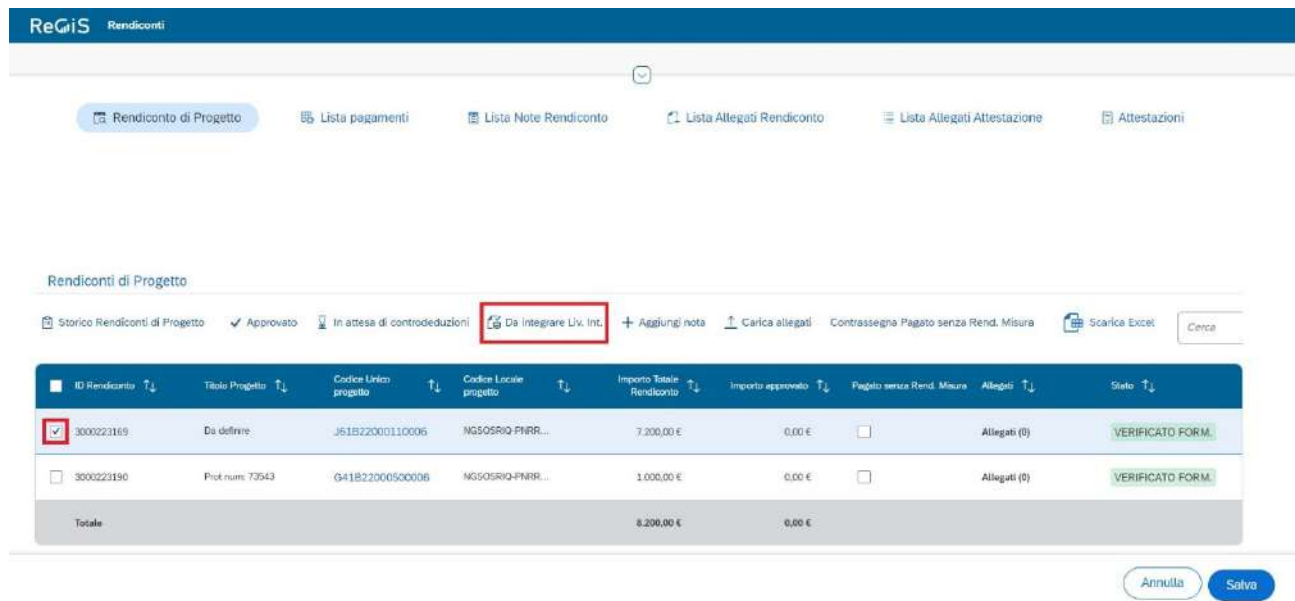 ReGiS Rendiconti
Rendiconto di Progetto Lista pagamenti Lista Note Rendiconto Lista Allegati Rendiconto Lista Allegati Attestazione Attestazioni
Rendiconti di Progetto
Storico Rendiconti di Progetto Approvato In attesa di controdeduzioni Da Integrare Liv. Int. Aggiungi nota Carica allegati Contrassegna Pagato senza Rend. Misura Scarica Excel Cerca
ID Rendiconto Titolo Progetto Codice Unico progetto Codice Locale progetto Importo Totale Rendiconto Importo approvato Pagato senza Rend. Misura Allegati Stato
3000223169 Da definire J61B22000110006 NGSOSRIQ-PNRR... 7.200,00 € 0,00 € Allegati (0) VERIFICATO FORM.
3000223190 Prot num: 73543 G41B22000500006 NGSOSRIQ-PNRR... 1.000,00 € 0,00 € Allegati (0) VERIFICATO FORM.
Totale 8.200,00 € 0,00 €
Annulla Salva